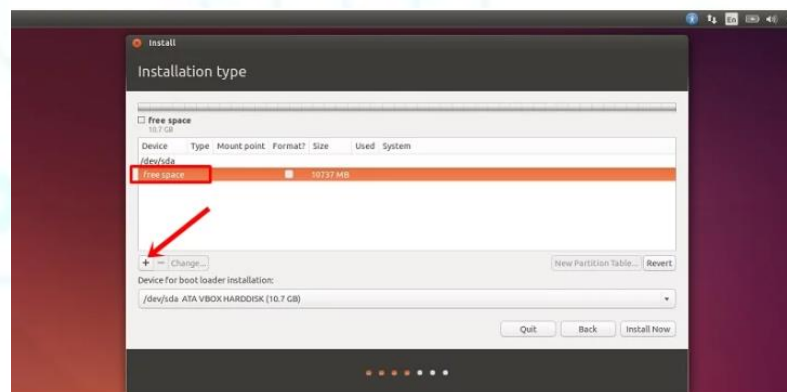 En
Install
Installation type
free space
10.7 GB
Device Type Mount point Format? Size Used System
/dev/sda
free space 10737 MB
+ − Change... New Partition Table... Revert
Device for boot loader installation:
/dev/sda ATA VBOX HARDDISK (10.7 GB)
Quit Back Install Now